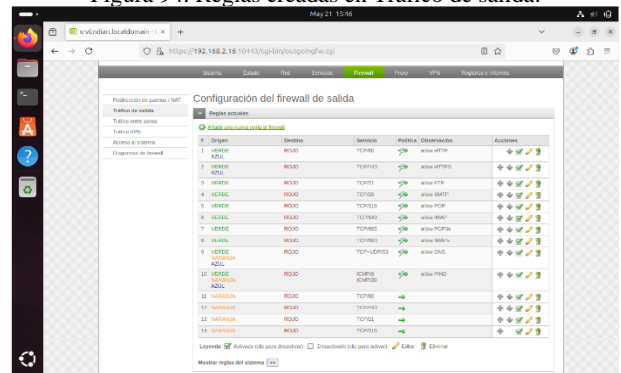 Figura 94. Reglas creadas en Tráfico de salida.
May 21 15:46
srvEndian.localdomain -
https://192.168.2.16:10443/cgi-bin/outgoingfw.cgi
Sistema Estado Red Servicios Firewall Proxy VPN Registros e Informes
Redirección de puertos / NAT
Tráfico de salida
Tráfico entre zonas
Tráfico VPN
Acceso al sistema
Diagramas de firewall
Configuración del firewall de salida
Reglas actuales
Añadir una nueva regla al firewall
# Origen Destino Servicio Política Observación Acciones
1 VERDE AZUL ROJO TCP/80 allow HTTP
2 VERDE AZUL ROJO TCP/443 allow HTTPS
3 VERDE ROJO TCP/21 allow FTP
4 VERDE ROJO TCP/25 allow SMTP
5 VERDE ROJO TCP/110 allow POP
6 VERDE ROJO TCP/143 allow IMAP
7 VERDE ROJO TCP/995 allow POP3s
8 VERDE ROJO TCP/993 allow IMAPs
9 VERDE NARANJA AZUL ROJO TCP+UDP/53 allow DNS
10 VERDE NARANJA AZUL ROJO ICMP/8 ICMP/30 allow PING
11 NARANJA ROJO TCP/80
12 NARANJA ROJO TCP/443
13 NARANJA ROJO TCP/21
14 NARANJA ROJO TCP/110
Leyenda Activado (clic para desactivar) Desactivado (clic para activar) Editar Eliminar
Mostrar reglas del sistema >>